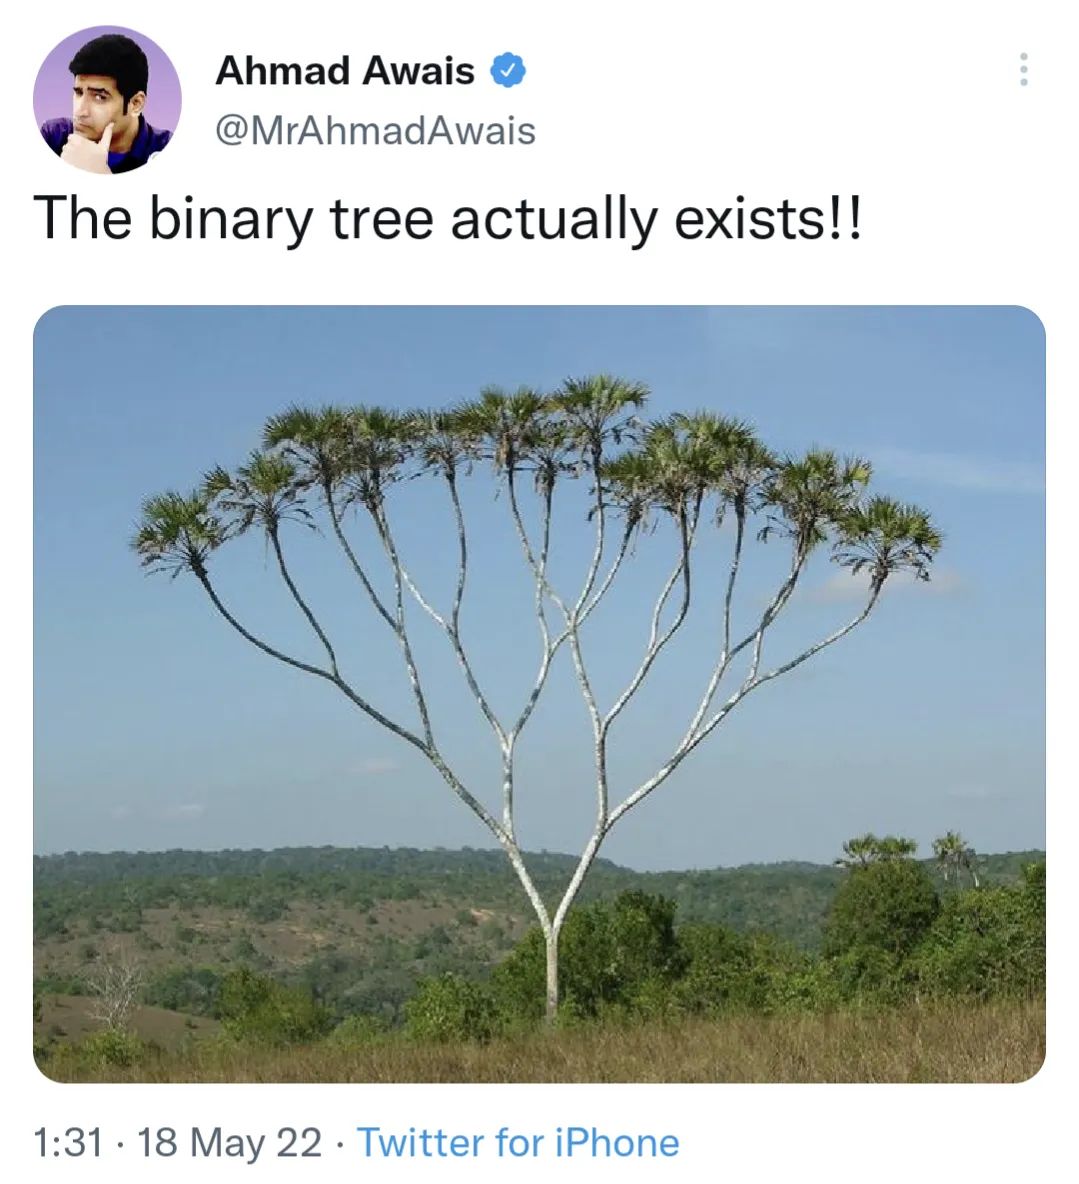 Ahmad Awais
@MrAhmadAwais
The binary tree actually exists!!
1:31 · 18 May 22 · Twitter for iPhone